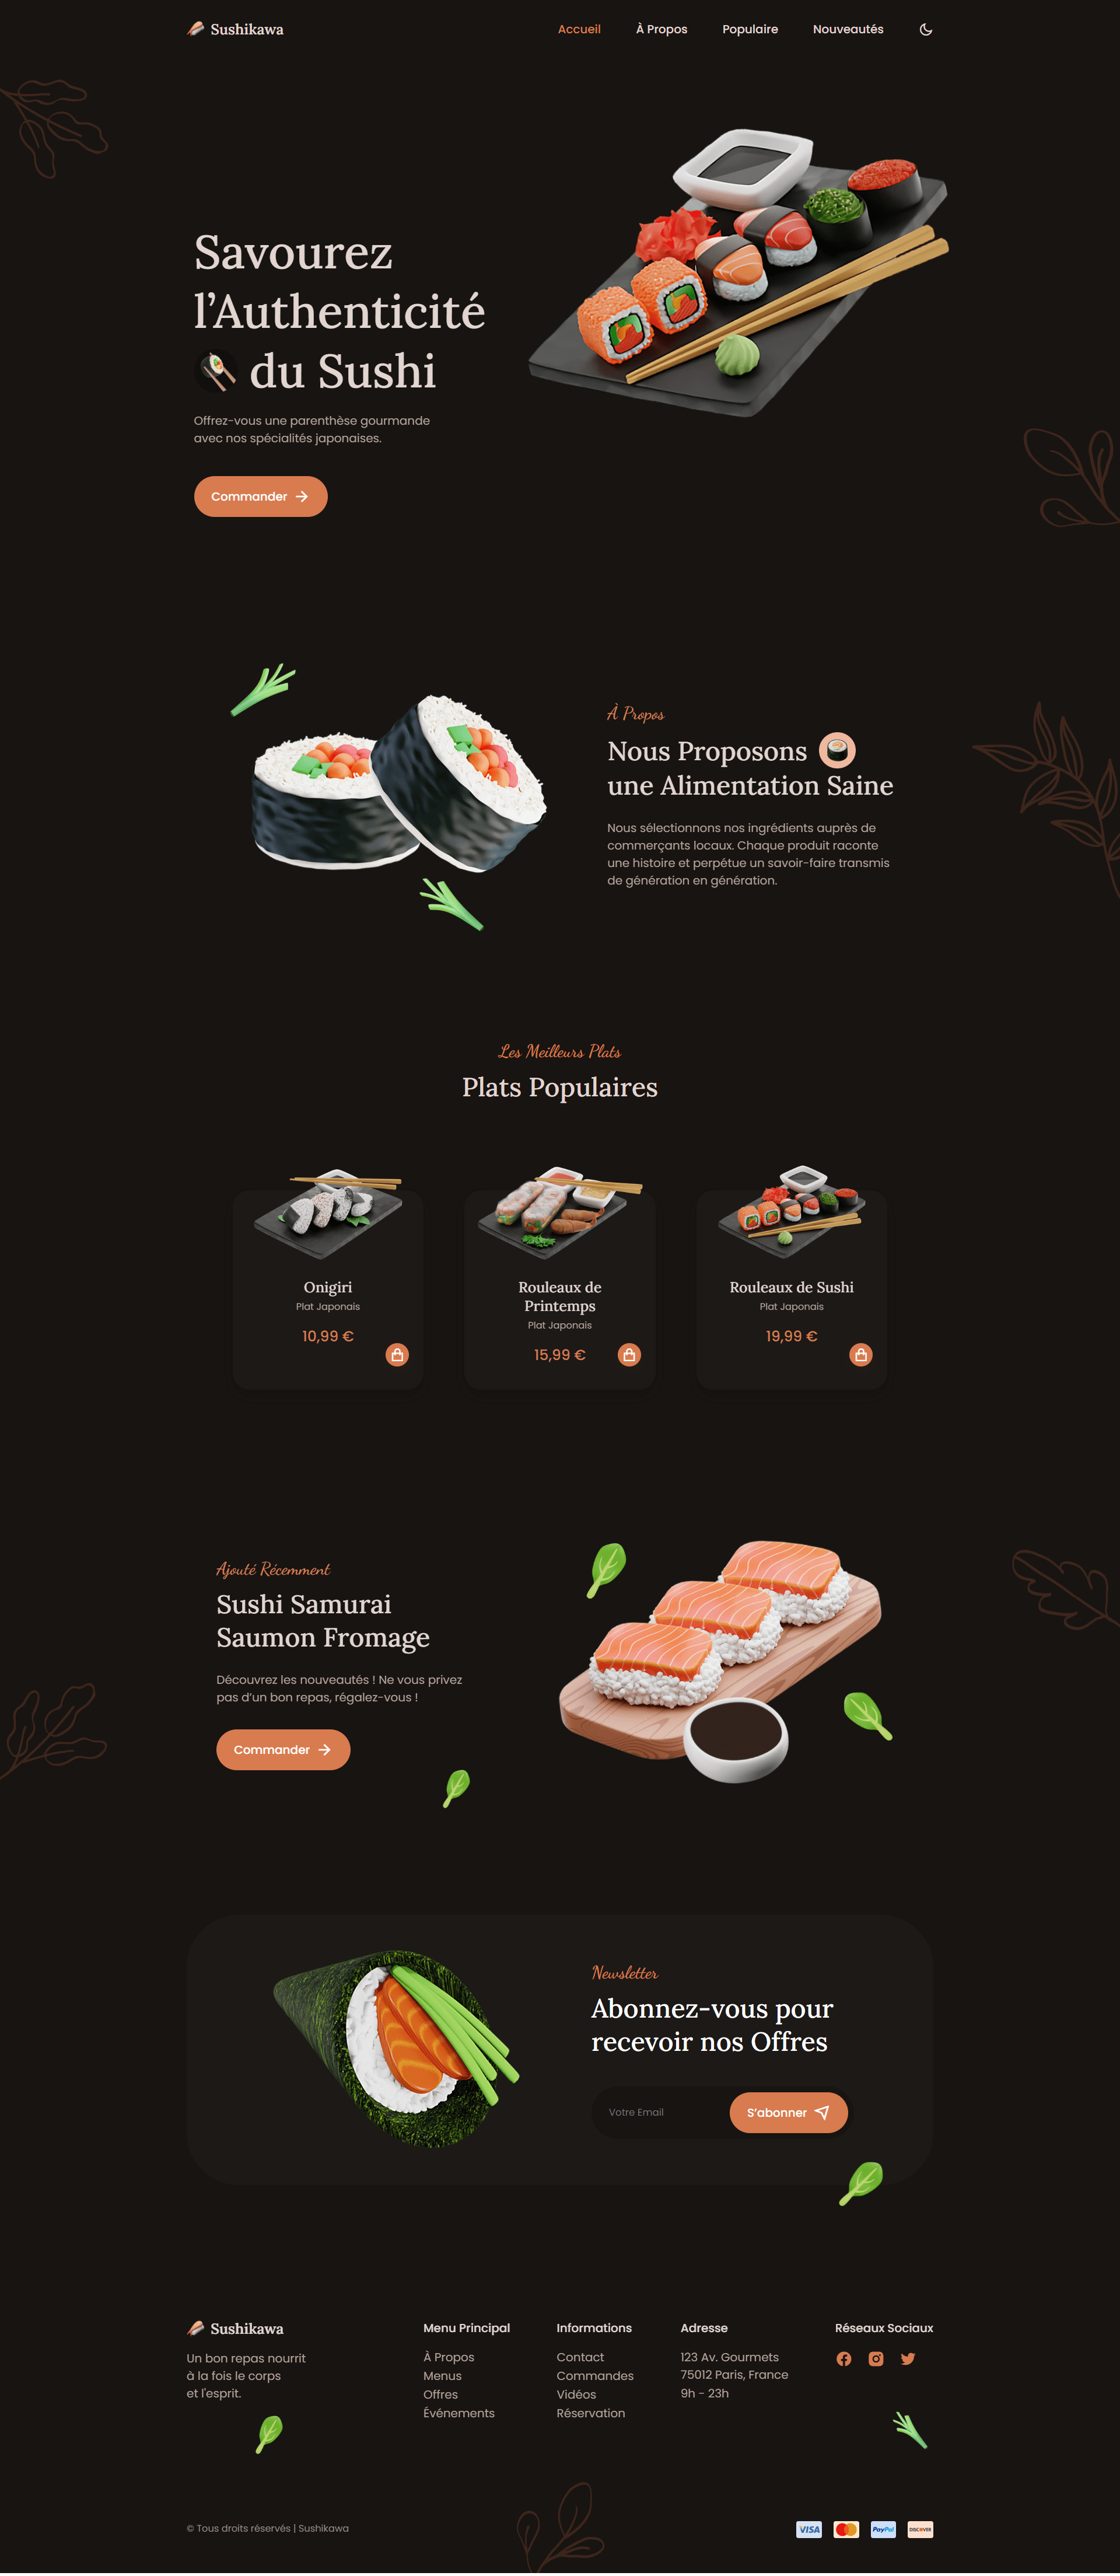 Sushikawa
Accueil
À Propos
Populaire
Nouveautés
Savourez
l'Authenticité
du Sushi
Offrez-vous une parenthèse gourmande
avec nos spécialités japonaises.
Commander
À Propos
Nous Proposons
une Alimentation Saine
Nous sélectionnons nos ingrédients auprès de
commerçants locaux. Chaque produit raconte
une histoire et perpétue un savoir-faire transmis
de génération en génération.
Les Meilleurs Plats
Plats Populaires
Onigiri
Plat Japonais
10,99 €
Rouleaux de
Printemps
Plat Japonais
15,99 €
Rouleaux de Sushi
Plat Japonais
19,99 €
Ajouté Récemment
Sushi Samurai
Saumon Fromage
Découvrez les nouveautés ! Ne vous privez
pas d'un bon repas, régalez-vous !
Commander
Newsletter
Abonnez-vous pour
recevoir nos Offres
Votre Email
S'abonner
Sushikawa
Un bon repas nourrit
à la fois le corps
et l'esprit.
Menu Principal
À Propos
Menus
Offres
Événements
Informations
Contact
Commandes
Vidéos
Réservation
Adresse
123 Av. Gourmets
75012 Paris, France
9h - 23h
Réseaux Sociaux
© Tous droits réservés | Sushikawa
VISA
PayPal
DISCOVER